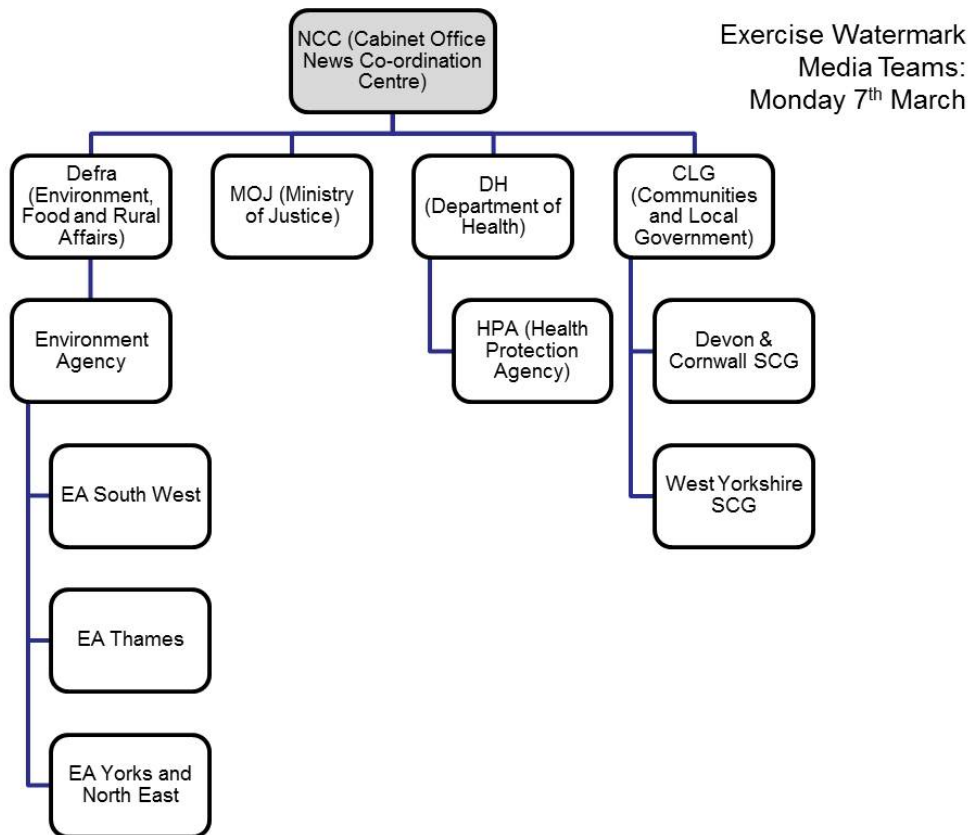 NCC (Cabinet Office
News Co-ordination
Centre)
Exercise Watermark
Media Teams:
Monday 7th March
Defra
(Environment,
Food and Rural
Affairs)
MOJ (Ministry
of Justice)
DH
(Department of
Health)
CLG
(Communities
and Local
Government)
Environment
Agency
HPA (Health
Protection
Agency)
Devon &
Cornwall SCG
EA South West
West Yorkshire
SCG
EA Thames
EA Yorks and
North East